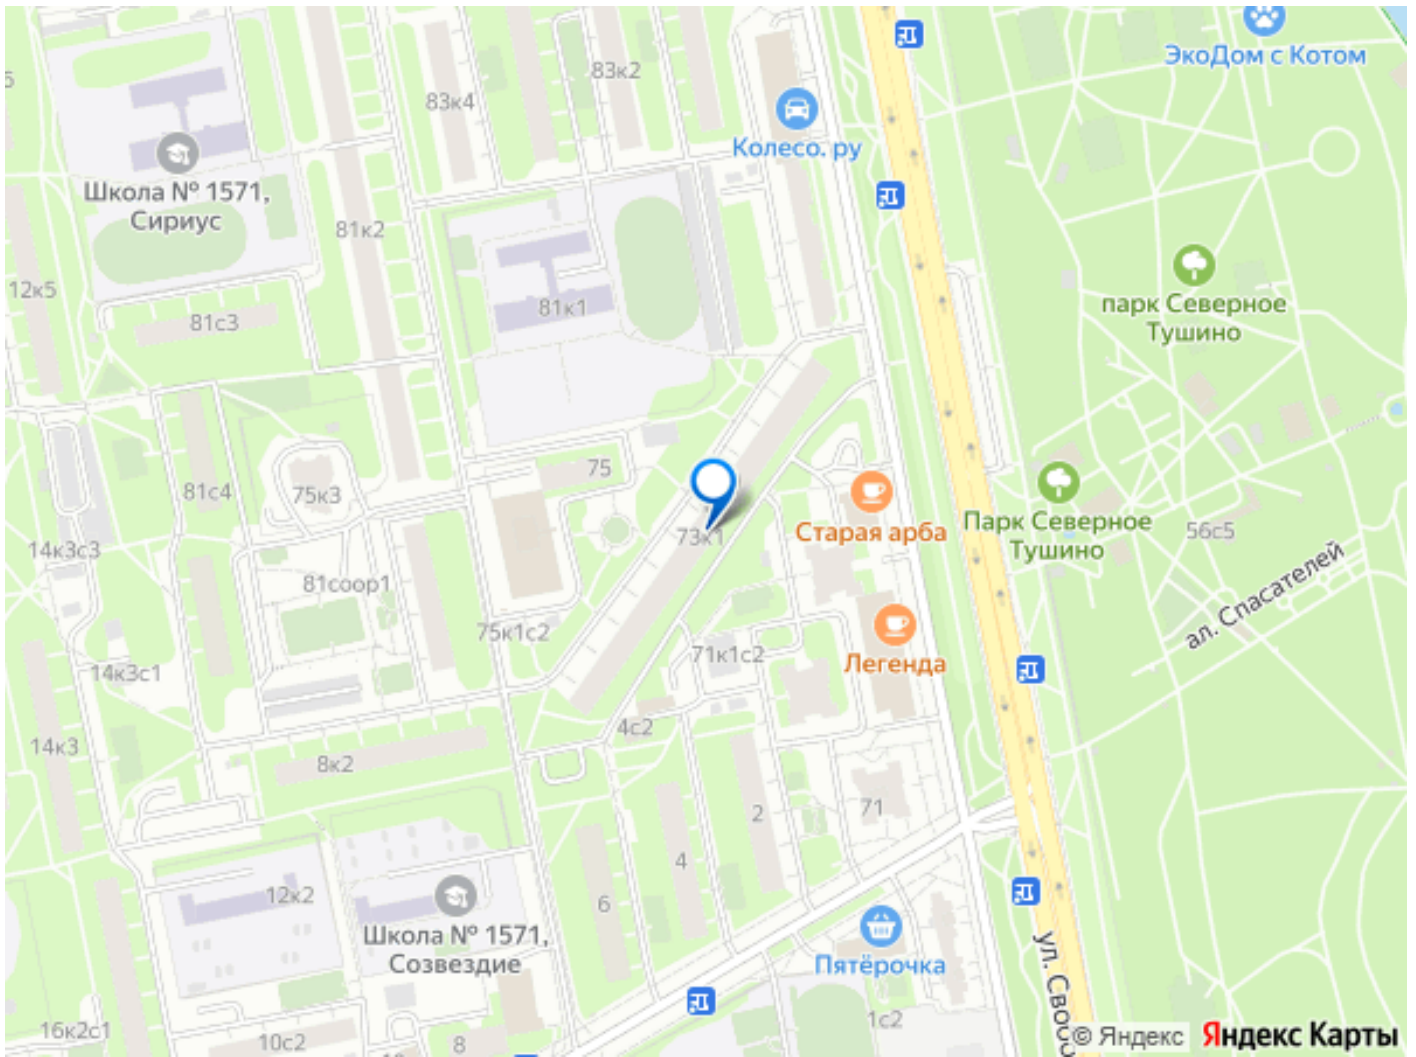 ЭкоДом с Котом
83к2
83к4
Колесо. ру
Школа № 1571,
Сириус
81к2
12к5
парк Северное
Тушино
81к1
81с3
75
81с4
75к3
73к1
Старая арба
Парк Северное
Тушино
56с5
14к3с3
81соор1
ал. Спасателей
75к1с2
71к1с2
Легенда
14к3с1
4с2
14к3
8к2
2
71
4
12к2
6
Школа № 1571,
Созвездие
Пятёрочка
ул. Свобо
1с2
16к2с1
10с2
8
© Яндекс
Яндекс Карты